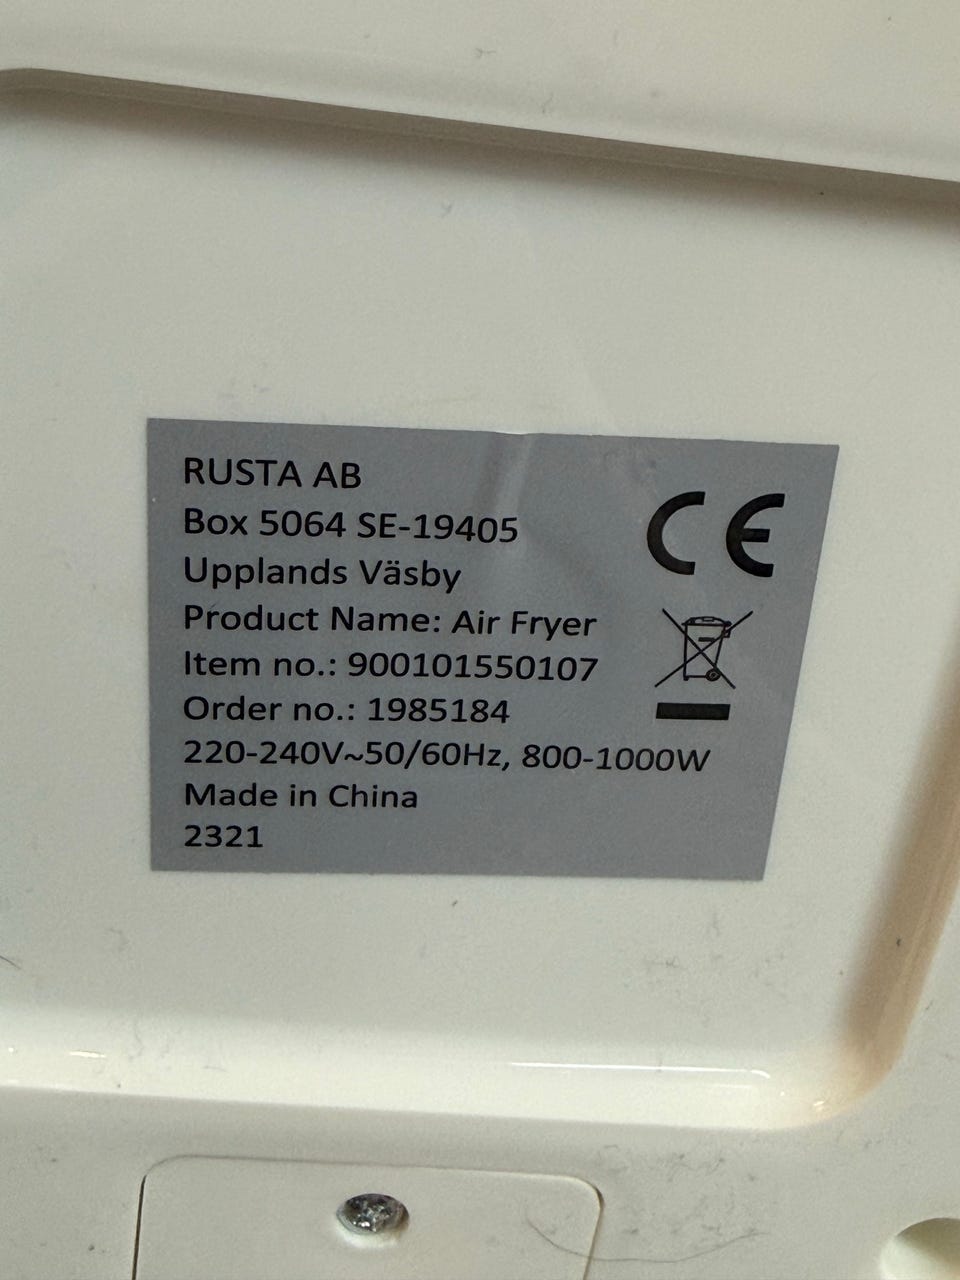 RUSTA AB
Box 5064 SE-19405
Upplands Väsby
Product Name: Air Fryer
Item no.: 900101550107
Order no.: 1985184
220-240V~50/60Hz, 800-1000W
Made in China
2321
CE